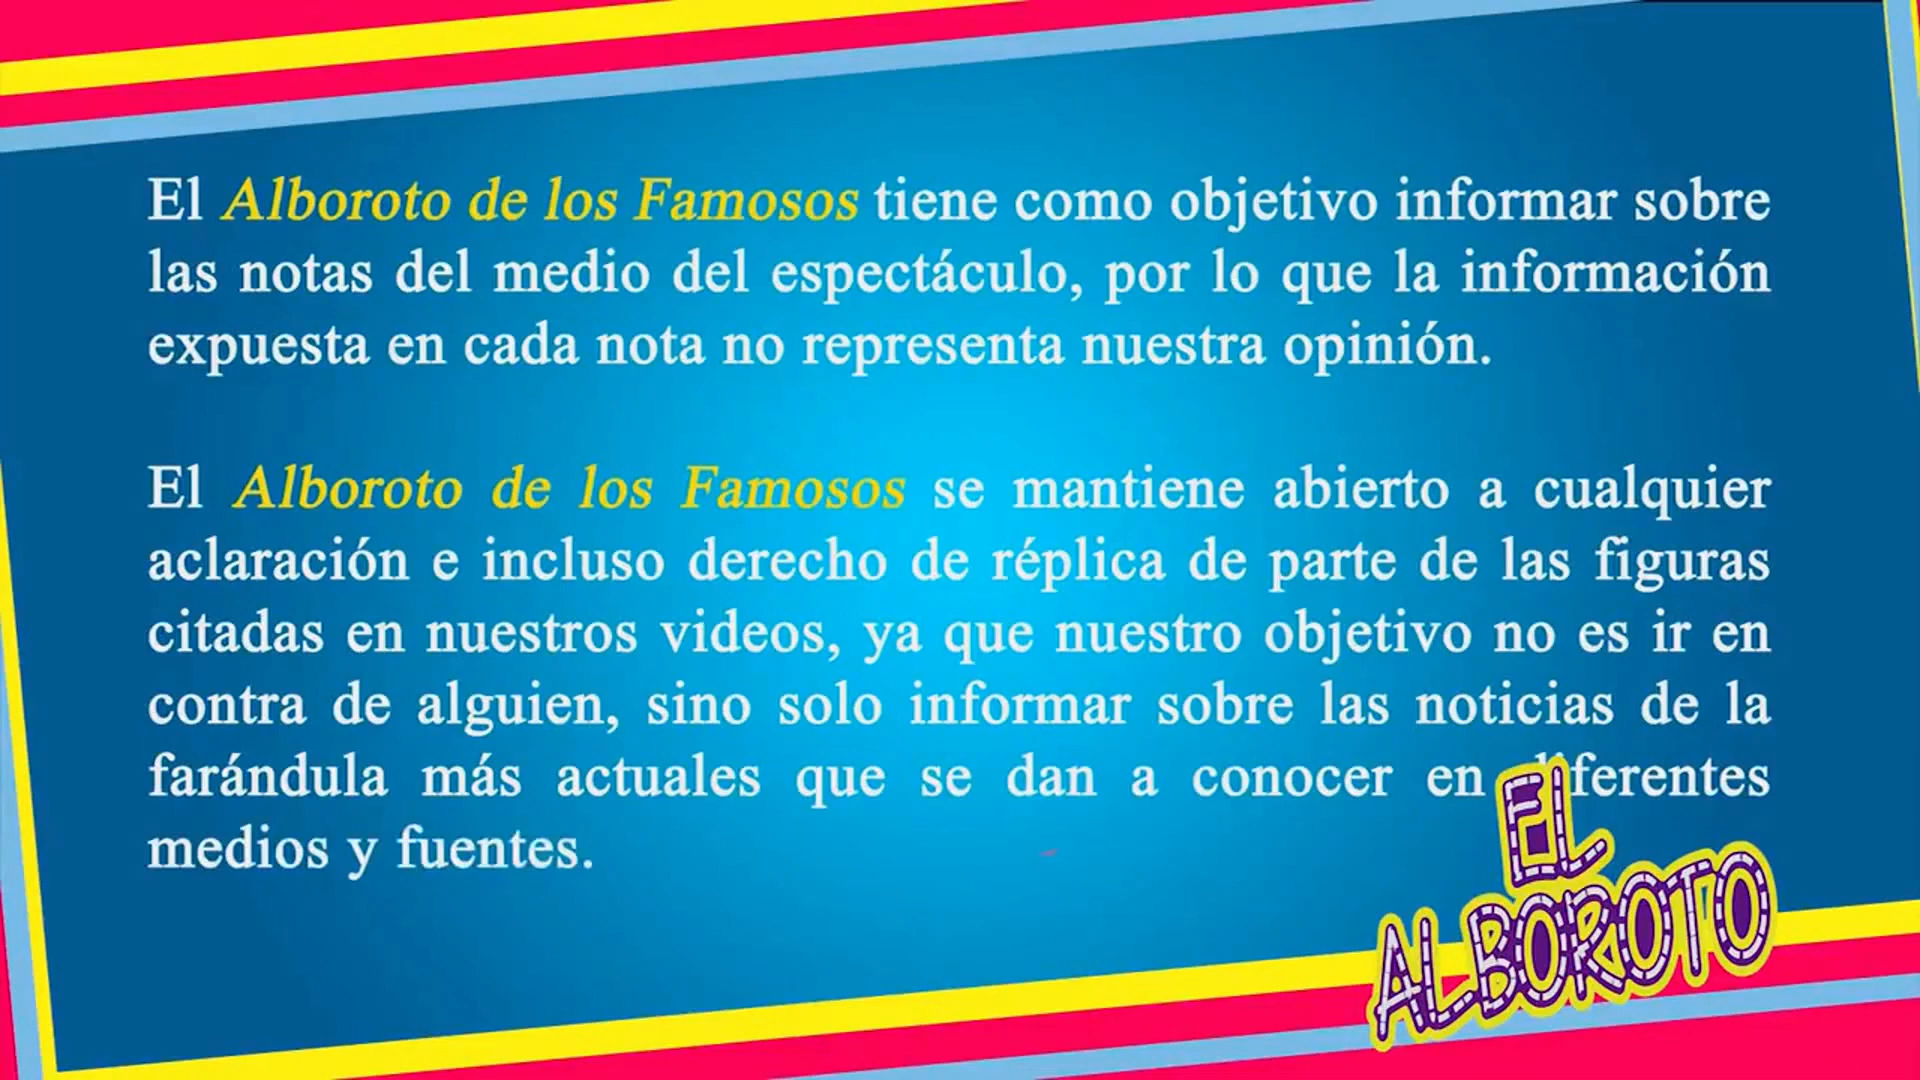 El Alboroto de los Famosos tiene como objetivo informar sobre
las notas del medio del espectáculo, por lo que la información
expuesta en cada nota no representa nuestra opinión.
El Alboroto de los Famosos se mantiene abierto a cualquier
aclaración e incluso derecho de réplica de parte de las figuras
citadas en nuestros videos, ya que nuestro objetivo no es ir en
contra de alguien, sino solo informar sobre las noticias de la
farándula más actuales que se dan a conocer en diferentes
medios y fuentes.
EL
ALBOROTO